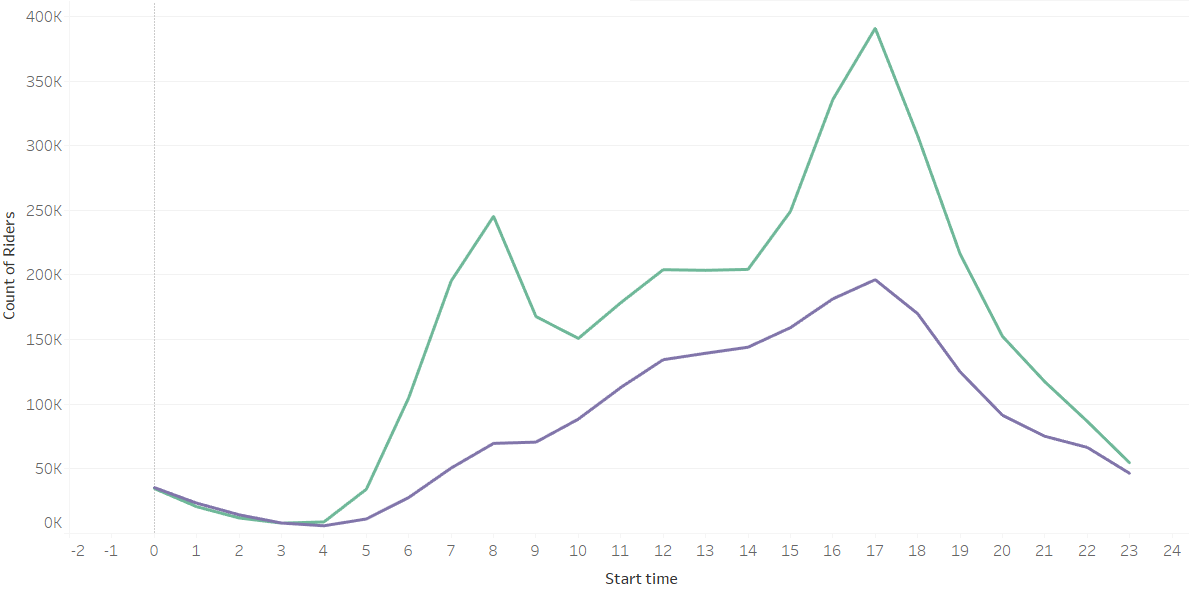 400K
350K
300K
250K
200K
150K
100K
50K
0K
Count of Riders
-2 -1 0 1 2 3 4 5 6 7 8 9 10 11 12 13 14 15 16 17 18 19 20 21 22 23 24
Start time